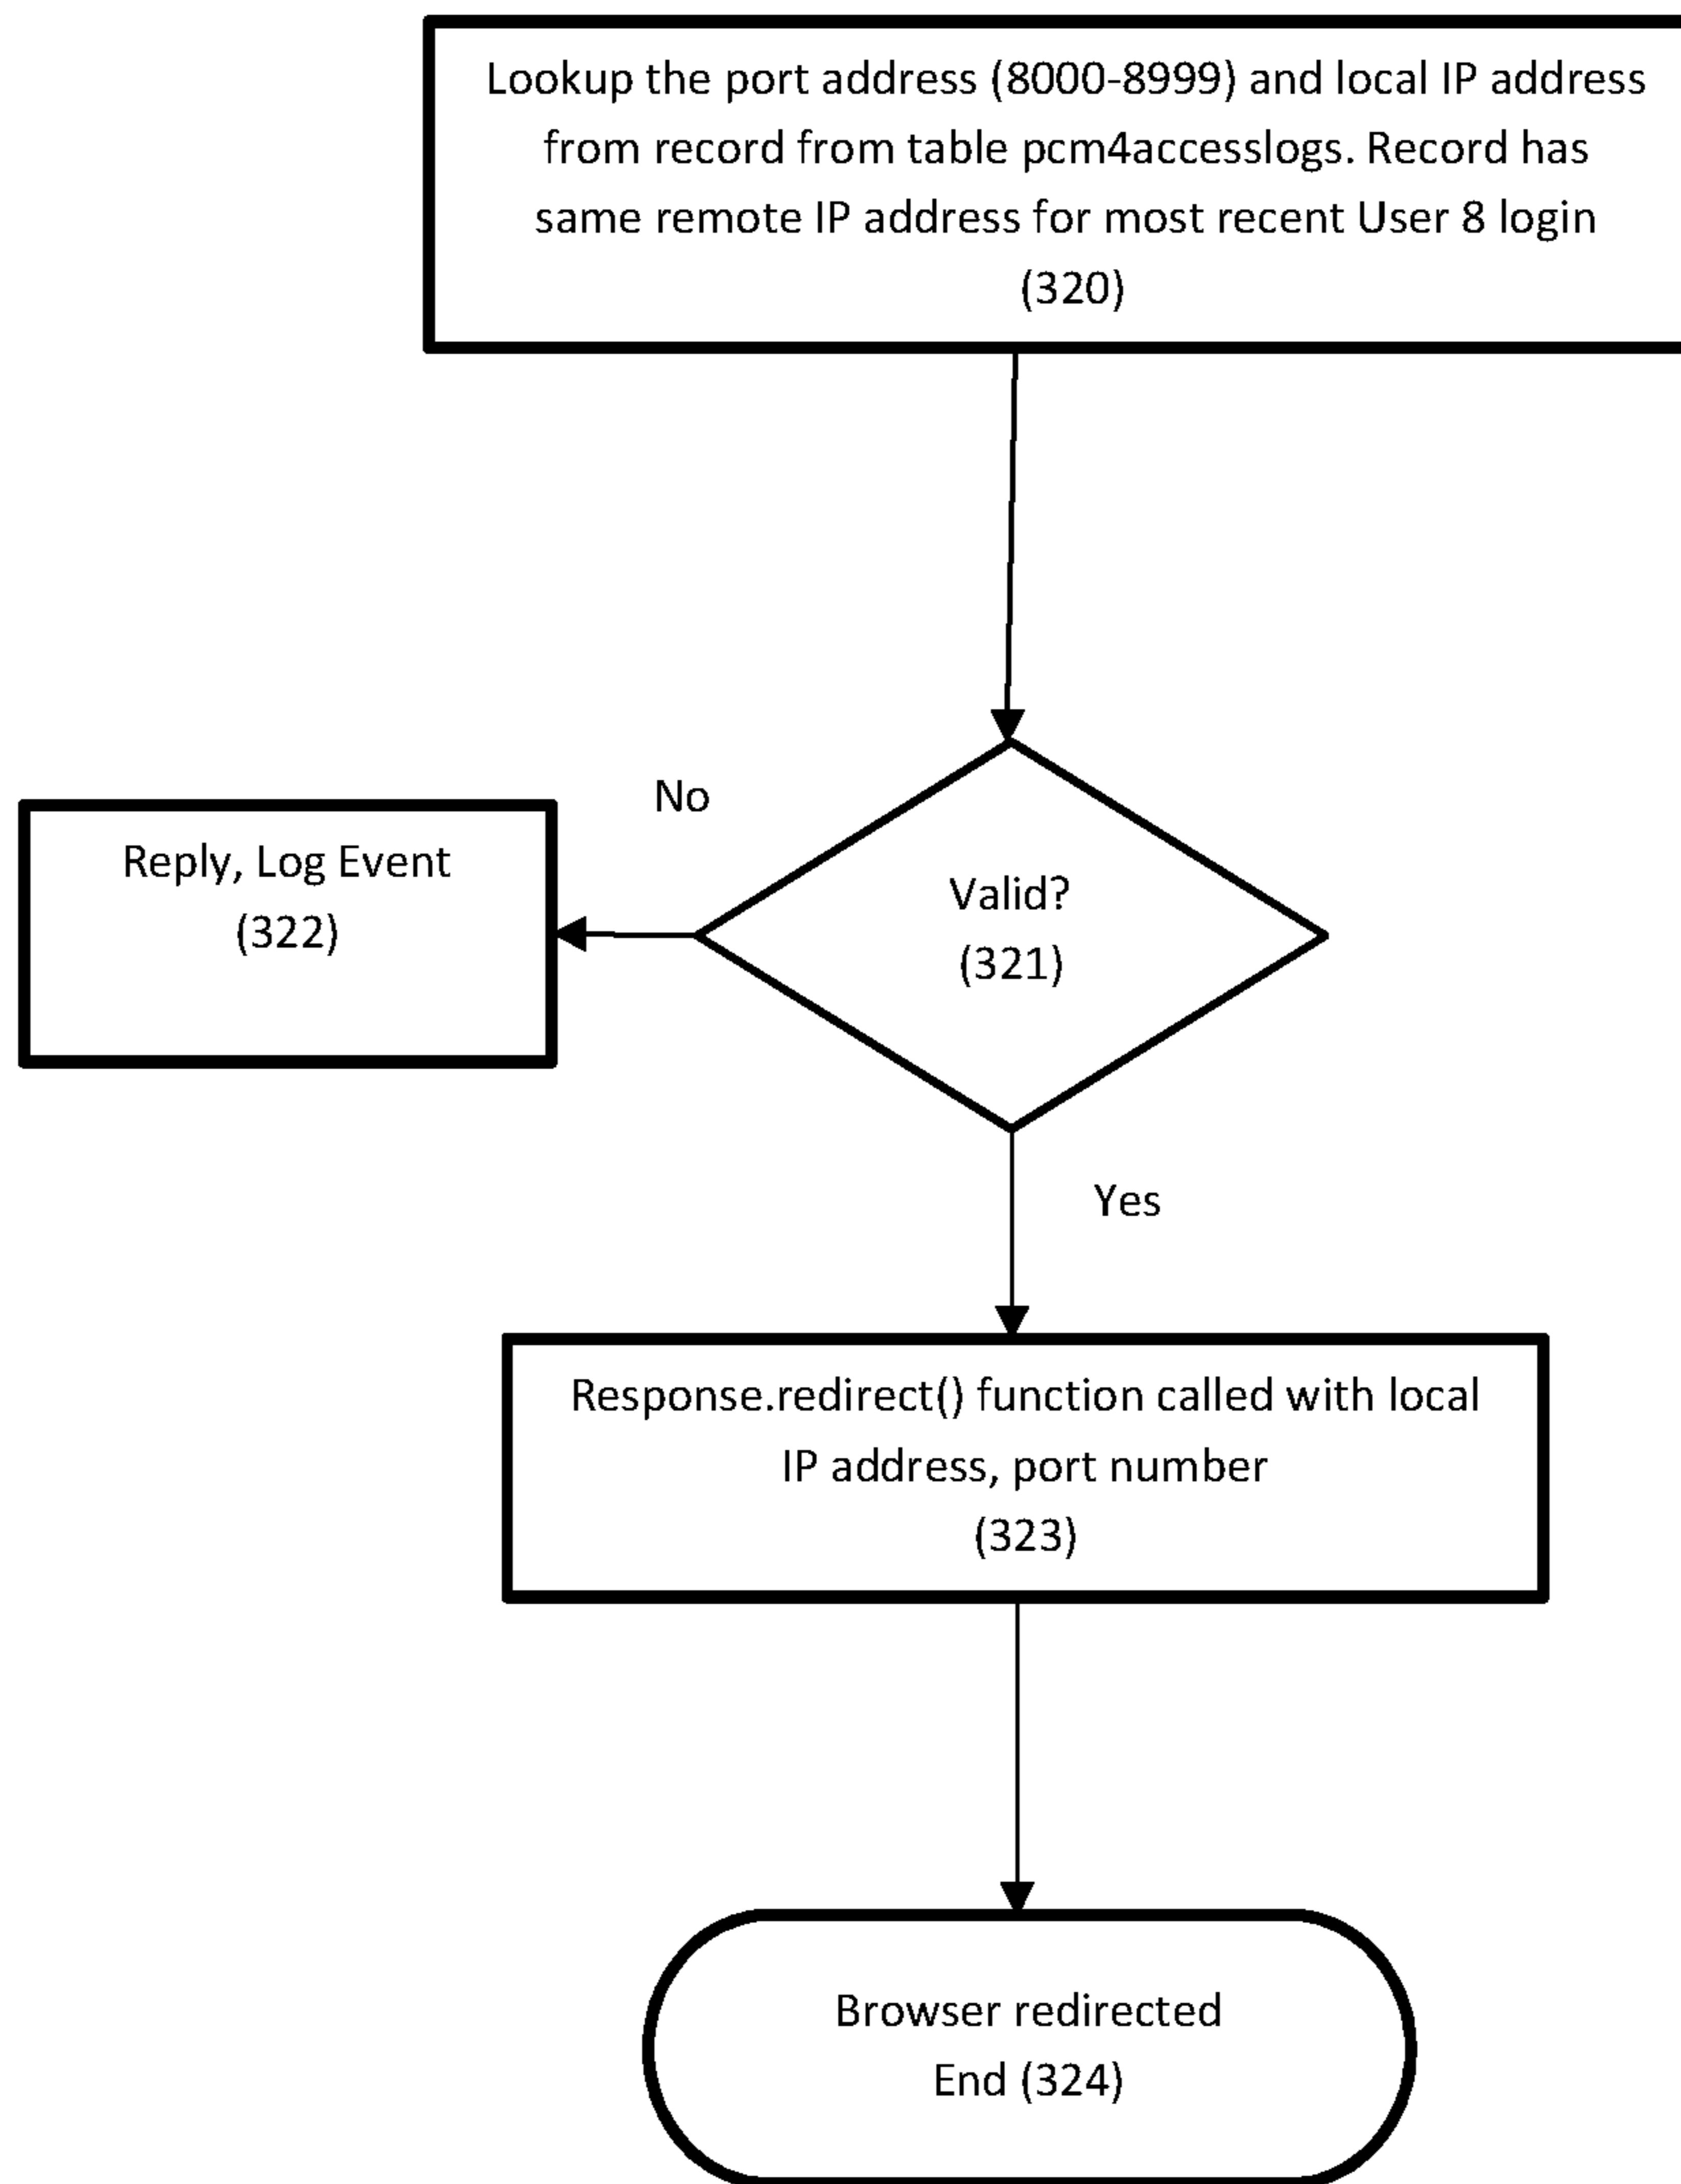 Lookup the port address (8000-8999) and local IP address
from record from table pcm4accesslogs. Record has
same remote IP address for most recent User 8 login
(320)
No
Reply, Log Event
(322)
Valid?
(321)
Yes
Response.redirect() function called with local
IP address, port number
(323)
Browser redirected
End (324)